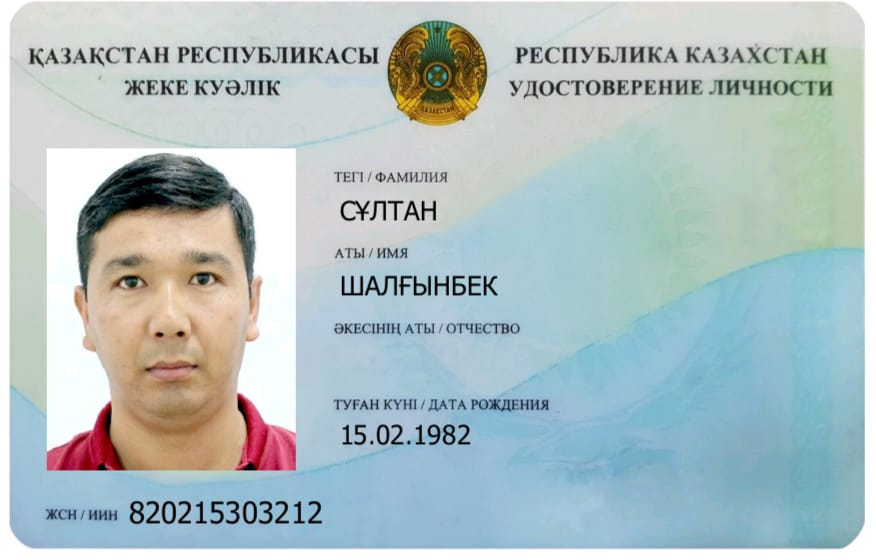 ҚАЗАҚСТАН РЕСПУБЛИКАСЫ
ЖЕКЕ КУӘЛІК
РЕСПУБЛИКА КАЗАХСТАН
УДОСТОВЕРЕНИЕ ЛИЧНОСТИ
ҚАЗАҚСТАН
ТЕГІ / ФАМИЛИЯ
СҰЛТАН
АТЫ / ИМЯ
ШАЛҒЫНБЕК
ӘКЕСІНІҢ АТЫ / ОТЧЕСТВО
ТУҒАН КҮНІ / ДАТА РОЖДЕНИЯ
15.02.1982
ЖСН / ИИН 820215303212